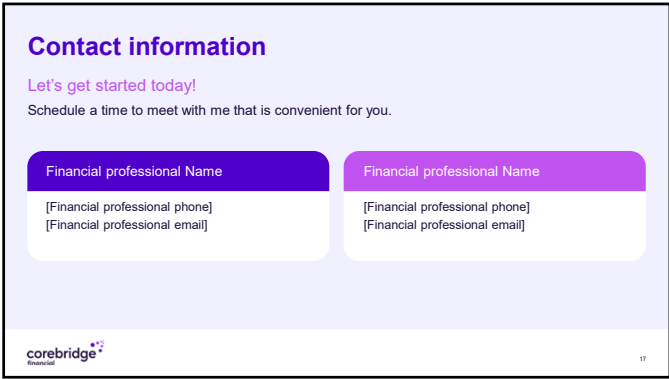 Contact information
Let's get started today!
Schedule a time to meet with me that is convenient for you.
Financial professional Name
[Financial professional phone]
[Financial professional email]
Financial professional Name
[Financial professional phone]
[Financial professional email]
corebridge
financial
17